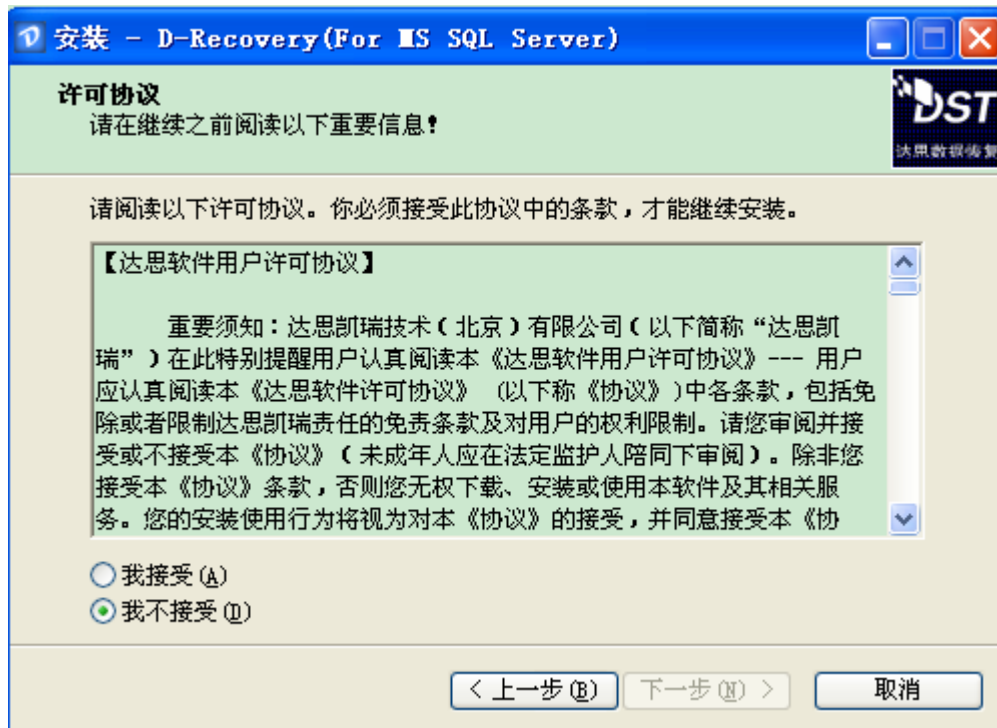 安装 - D-Recovery(For MS SQL Server)
许可协议
请在继续之前阅读以下重要信息!
DST
达思数据恢复
请阅读以下许可协议。你必须接受此协议中的条款，才能继续安装。
【达思软件用户许可协议】
重要须知：达思凯瑞技术（北京）有限公司（以下简称“达思凯
瑞”）在此特别提醒用户认真阅读本《达思软件用户许可协议》--- 用户
应认真阅读本《达思软件许可协议》 (以下称《协议》)中各条款，包括免
除或者限制达思凯瑞责任的免责条款及对用户的权利限制。请您审阅并接
受或不接受本《协议》（未成年人应在法定监护人陪同下审阅）。除非您
接受本《协议》条款，否则您无权下载、安装或使用本软件及其相关服
务。您的安装使用行为将视为对本《协议》的接受，并同意接受本《协
我接受(A)
我不接受(D)
< 上一步(B) 下一步(N) > 取消